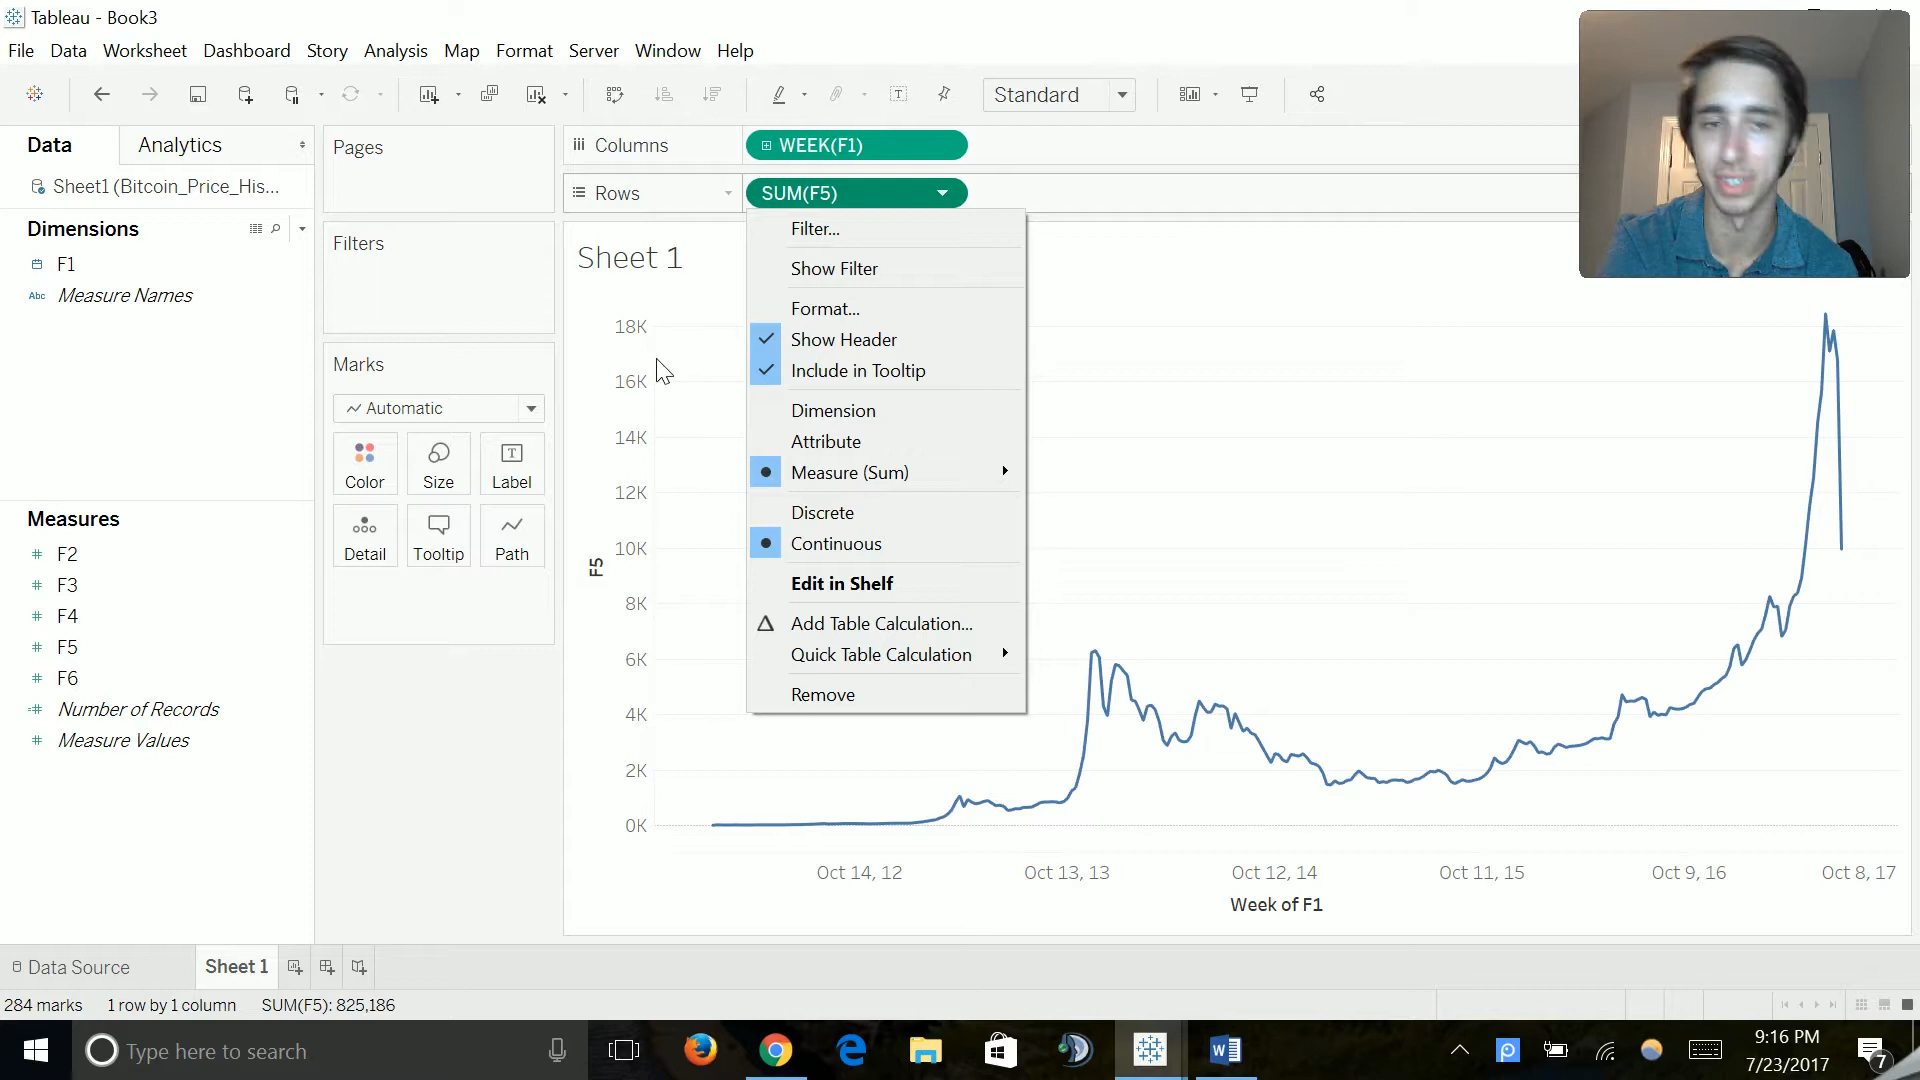 Tableau - Book3
File Data Worksheet Dashboard Story Analysis Map Format Server Window Help
Standard
Data
Analytics
Sheet1 (Bitcoin_Price_His...
Dimensions
F1
Abc Measure Names
Measures
F2
F3
F4
F5
F6
Number of Records
Measure Values
Pages
Filters
Marks
Automatic
Color
Size
Label
Detail
Tooltip
Path
Columns
WEEK(F1)
Rows
SUM(F5)
Sheet 1
Filter...
Show Filter
Format...
Show Header
Include in Tooltip
Dimension
Attribute
Measure (Sum)
Discrete
Continuous
Edit in Shelf
Add Table Calculation...
Quick Table Calculation
Remove
F5
18K
16K
14K
12K
10K
8K
6K
4K
2K
0K
Oct 14, 12
Oct 13, 13
Oct 12, 14
Oct 11, 15
Oct 9, 16
Oct 8, 17
Week of F1
Data Source
Sheet 1
284 marks
1 row by 1 column
SUM(F5): 825,186
Type here to search
9:16 PM
7/23/2017
7